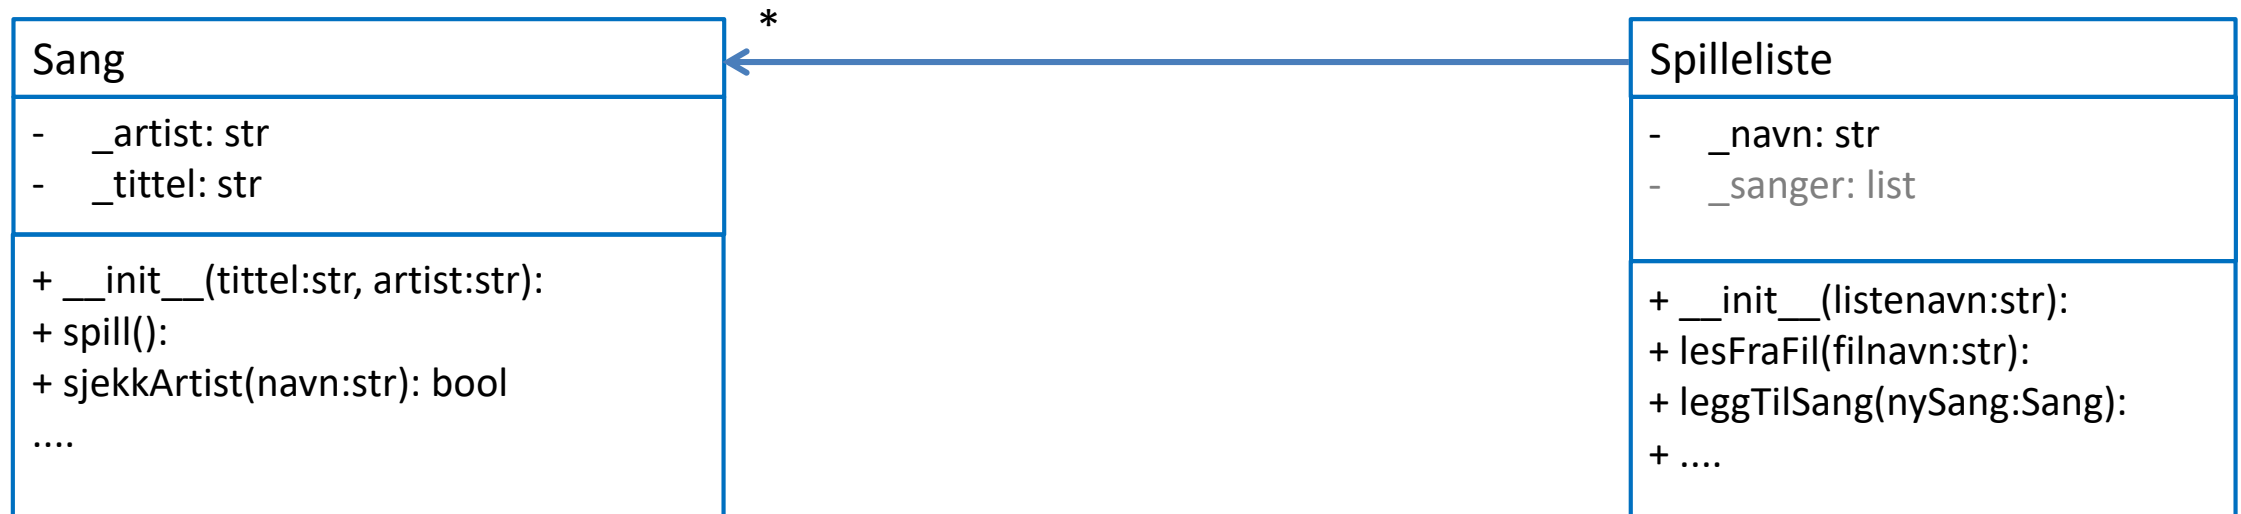 Sang
- _artist: str
- _tittel: str
+ __init__(tittel:str, artist:str):
+ spill():
+ sjekkArtist(navn:str): bool
....
*
Spilleliste
- _navn: str
- _sanger: list
+ __init__(listenavn:str):
+ lesFraFil(filnavn:str):
+ leggTilSang(nySang:Sang):
+ ....